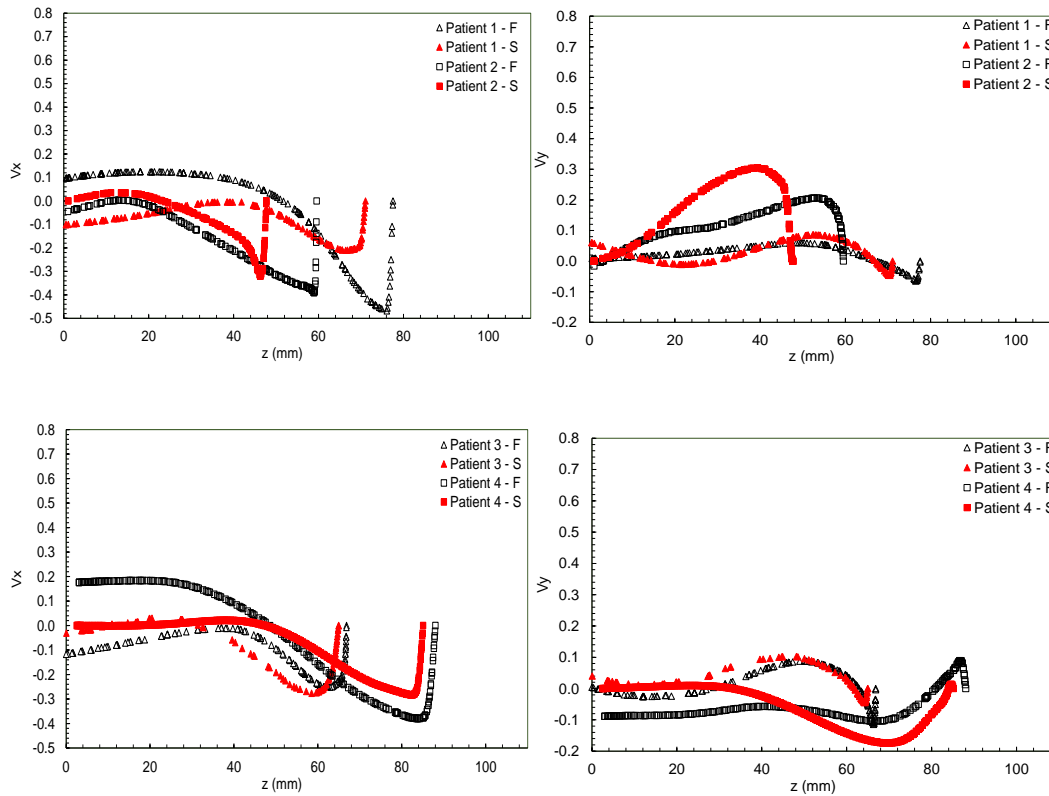 0.8
0.7
0.6
0.5
0.4
0.3
0.2
0.1
0.0
-0.1
-0.2
-0.3
-0.4
-0.5
Vx
0 20 40 60 80 100
z (mm)
Patient 1 - F
Patient 1 - S
Patient 2 - F
Patient 2 - S
0.8
0.7
0.6
0.5
0.4
0.3
0.2
0.1
0.0
-0.1
-0.2
Vy
0 20 40 60 80 100
z (mm)
Patient 1 - F
Patient 1 - S
Patient 2 - F
Patient 2 - S
0.8
0.7
0.6
0.5
0.4
0.3
0.2
0.1
0.0
-0.1
-0.2
-0.3
-0.4
-0.5
Vx
0 20 40 60 80 100
z (mm)
Patient 3 - F
Patient 3 - S
Patient 4 - F
Patient 4 - S
0.8
0.7
0.6
0.5
0.4
0.3
0.2
0.1
0.0
-0.1
-0.2
Vy
0 20 40 60 80 100
z (mm)
Patient 3 - F
Patient 3 - S
Patient 4 - F
Patient 4 - S